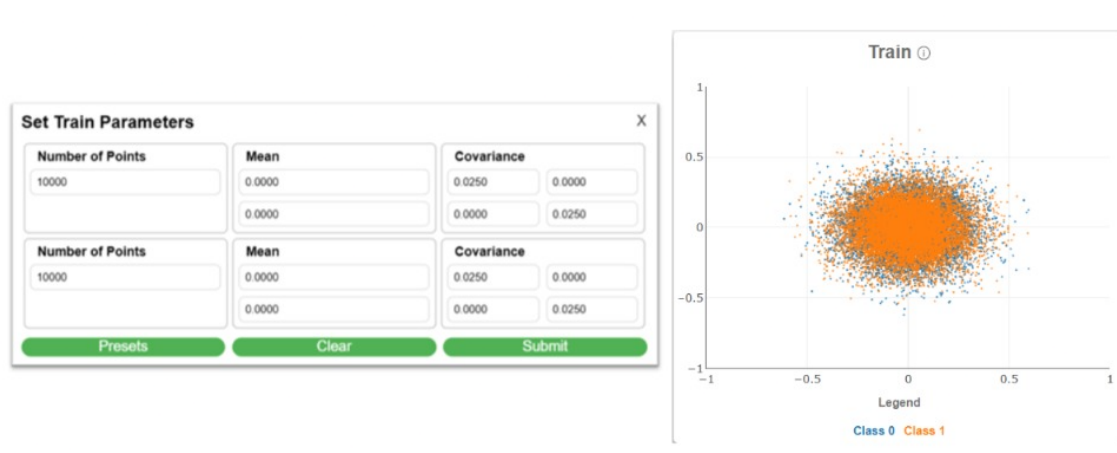 Set Train Parameters X
Number of Points Mean Covariance
10000 0.0000 0.0250 0.0000
0.0000 0.0000 0.0250
Number of Points Mean Covariance
10000 0.0000 0.0250 0.0000
0.0000 0.0000 0.0250
Presets Clear Submit
Train ⓘ
1
0.5
0
−0.5
−1
−1 −0.5 0 0.5 1
Legend
Class 0 Class 1